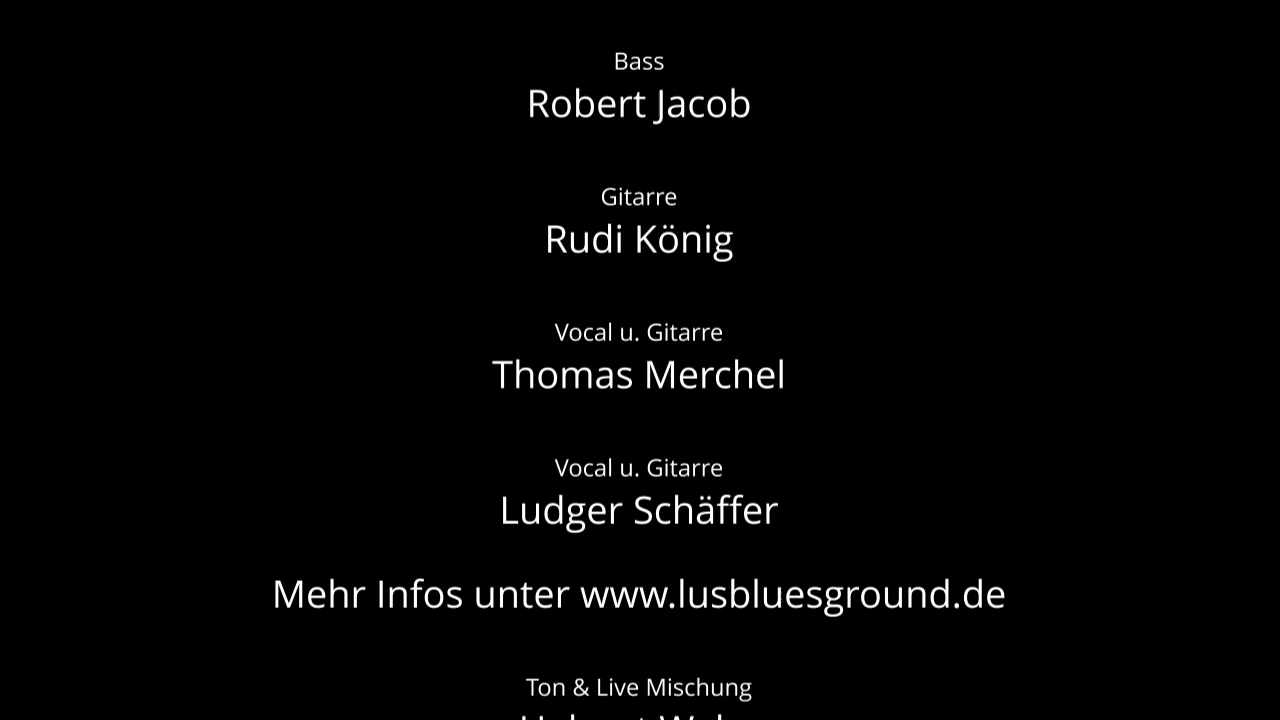 Bass
Robert Jacob
Gitarre
Rudi König
Vocal u. Gitarre
Thomas Merchel
Vocal u. Gitarre
Ludger Schäffer
Mehr Infos unter www.lusbluesground.de
Ton & Live Mischung